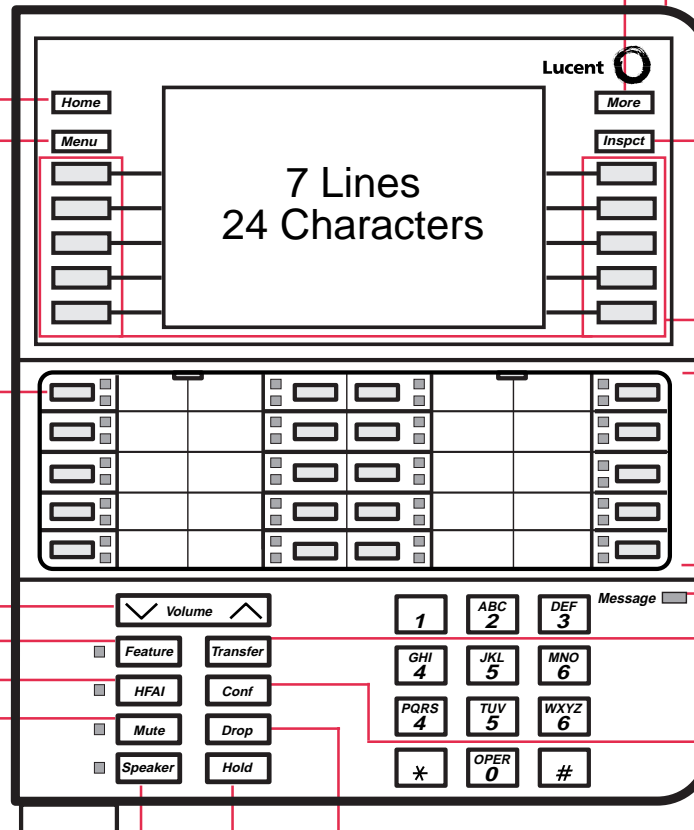 Lucent
Home
More
Menu
Inspct
7 Lines
24 Characters
Message
Volume
1
ABC
2
DEF
3
Feature
Transfer
GHI
4
JKL
5
MNO
6
HFAI
Conf
PQRS
4
TUV
5
WXYZ
6
Mute
Drop
Speaker
Hold
*
OPER
0
#